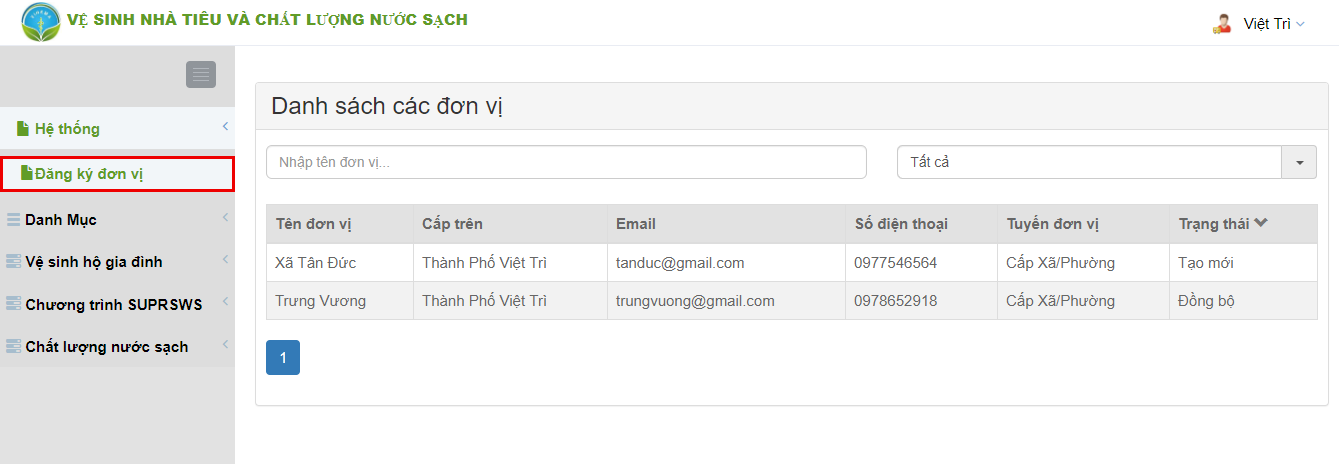 VỆ SINH NHÀ TIÊU VÀ CHẤT LƯỢNG NƯỚC SẠCH
Việt Trì
Hệ thống
Đăng ký đơn vị
Danh Mục
Vệ sinh hộ gia đình
Chương trình SUPRSWS
Chất lượng nước sạch
Danh sách các đơn vị
Nhập tên đơn vị... Tất cả
Tên đơn vị Cấp trên Email Số điện thoại Tuyến đơn vị Trạng thái
Xã Tân Đức Thành Phố Việt Trì tanduc@gmail.com 0977546564 Cấp Xã/Phường Tạo mới
Trưng Vương Thành Phố Việt Trì trungvuong@gmail.com 0978652918 Cấp Xã/Phường Đồng bộ
1